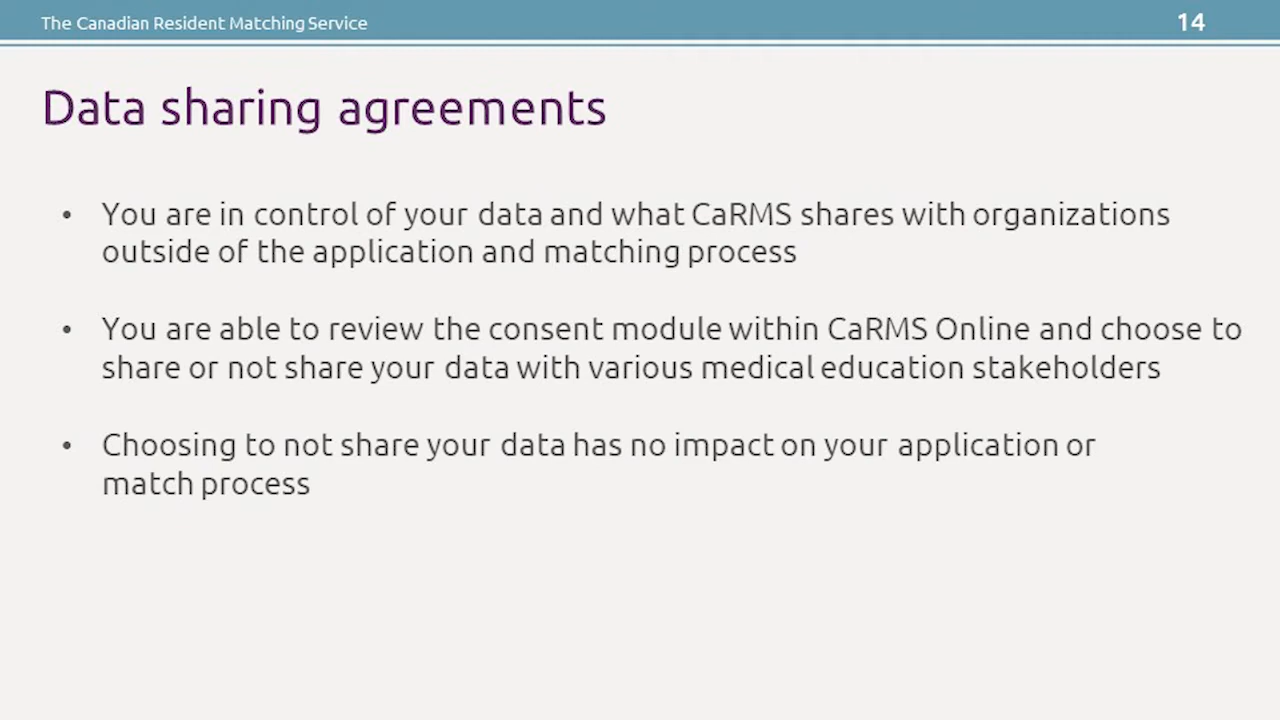 The Canadian Resident Matching Service
14
Data sharing agreements
• You are in control of your data and what CaRMS shares with organizations
outside of the application and matching process
• You are able to review the consent module within CaRMS Online and choose to
share or not share your data with various medical education stakeholders
• Choosing to not share your data has no impact on your application or
match process